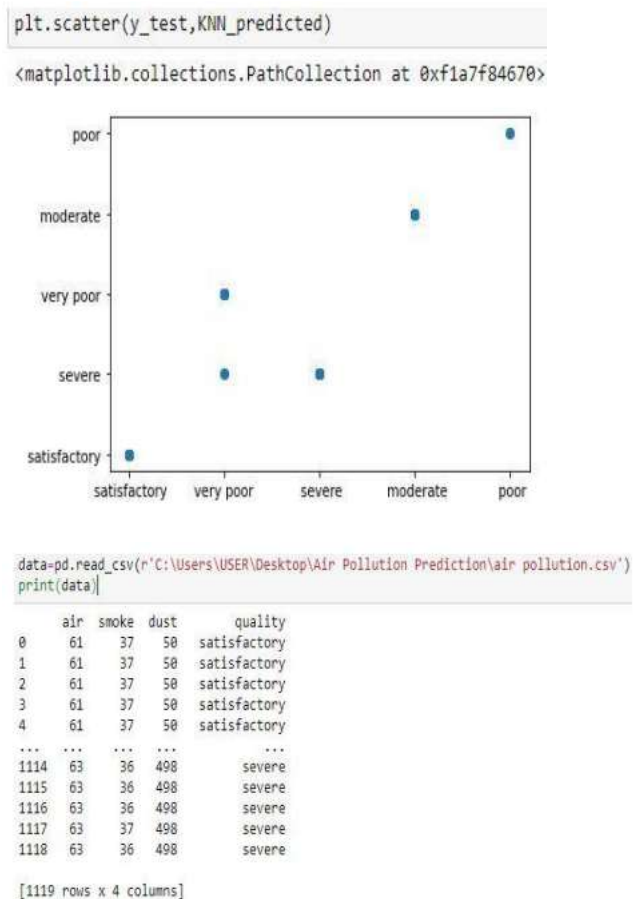 plt.scatter(y_test,KNN_predicted)
<matplotlib.collections.PathCollection at 0xf1a7f84670>
poor
moderate
very poor
severe
satisfactory
satisfactory very poor severe moderate poor
data=pd.read_csv(r'C:\Users\USER\Desktop\Air Pollution Prediction\air pollution.csv')
print(data)
air smoke dust quality
0 61 37 50 satisfactory
1 61 37 50 satisfactory
2 61 37 50 satisfactory
3 61 37 50 satisfactory
4 61 37 50 satisfactory
... ... ... ... ...
1114 63 36 498 severe
1115 63 36 498 severe
1116 63 36 498 severe
1117 63 37 498 severe
1118 63 36 498 severe
[1119 rows x 4 columns]